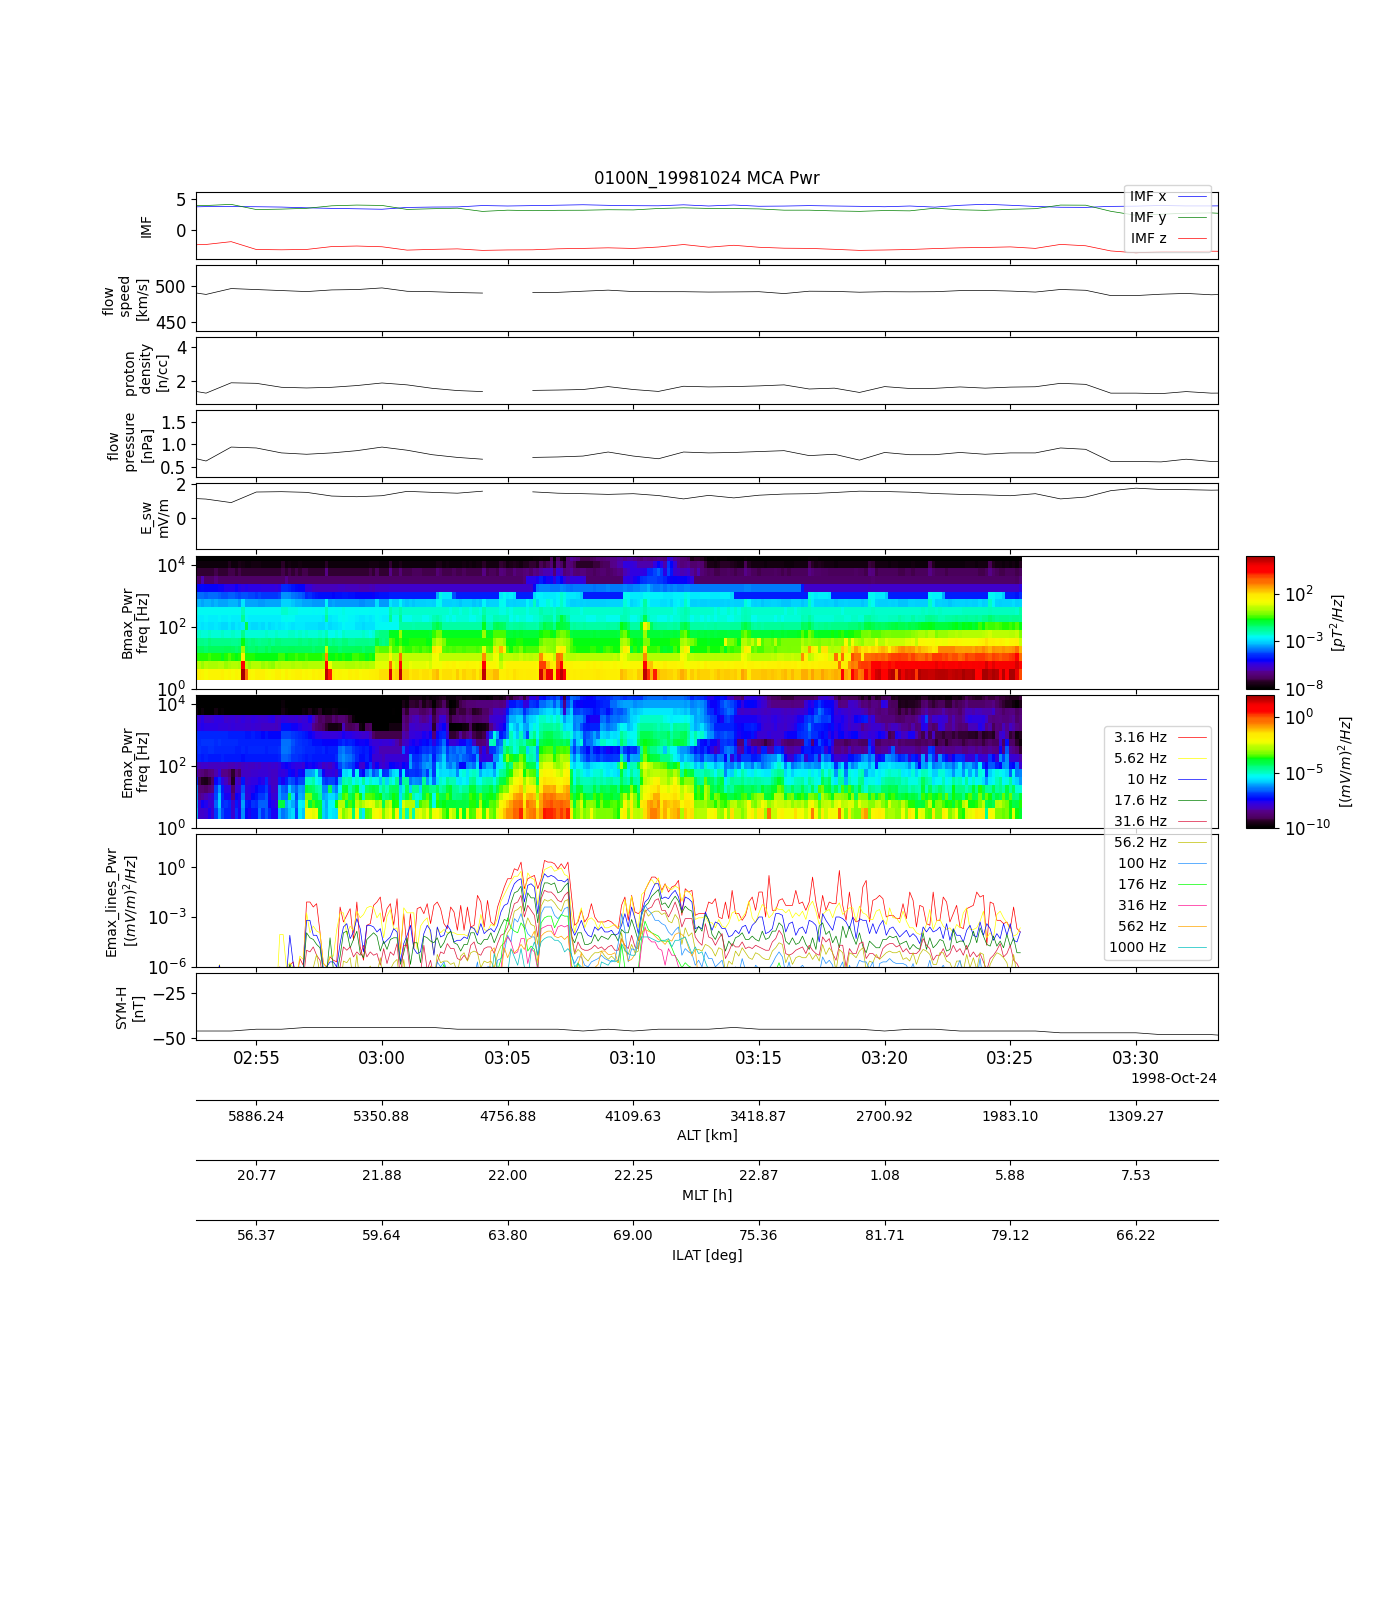 0100N_19981024 MCA Pwr
5
0
IMF
IMF x
IMF y
IMF z
500
450
flow
speed
[km/s]
4
2
proton
density
[n/cc]
1.5
1.0
0.5
flow
pressure
[nPa]
2
0
E_sw
mV/m
10^4
10^2
10^0
Bmax_Pwr
freq [Hz]
10^2
10^-3
10^-8
[pT^2/Hz]
10^4
10^2
10^0
Emax_Pwr
freq [Hz]
10^0
10^-5
10^-10
[(mV/m)^2/Hz]
3.16 Hz
5.62 Hz
10 Hz
17.6 Hz
31.6 Hz
56.2 Hz
100 Hz
176 Hz
316 Hz
562 Hz
1000 Hz
10^0
10^-3
10^-6
Emax_lines_Pwr
[(mV/m)^2/Hz]
−25
−50
SYM-H
[nT]
02:55 03:00 03:05 03:10 03:15 03:20 03:25 03:30
1998-Oct-24
5886.24 5350.88 4756.88 4109.63 3418.87 2700.92 1983.10 1309.27
ALT [km]
20.77 21.88 22.00 22.25 22.87 1.08 5.88 7.53
MLT [h]
56.37 59.64 63.80 69.00 75.36 81.71 79.12 66.22
ILAT [deg]